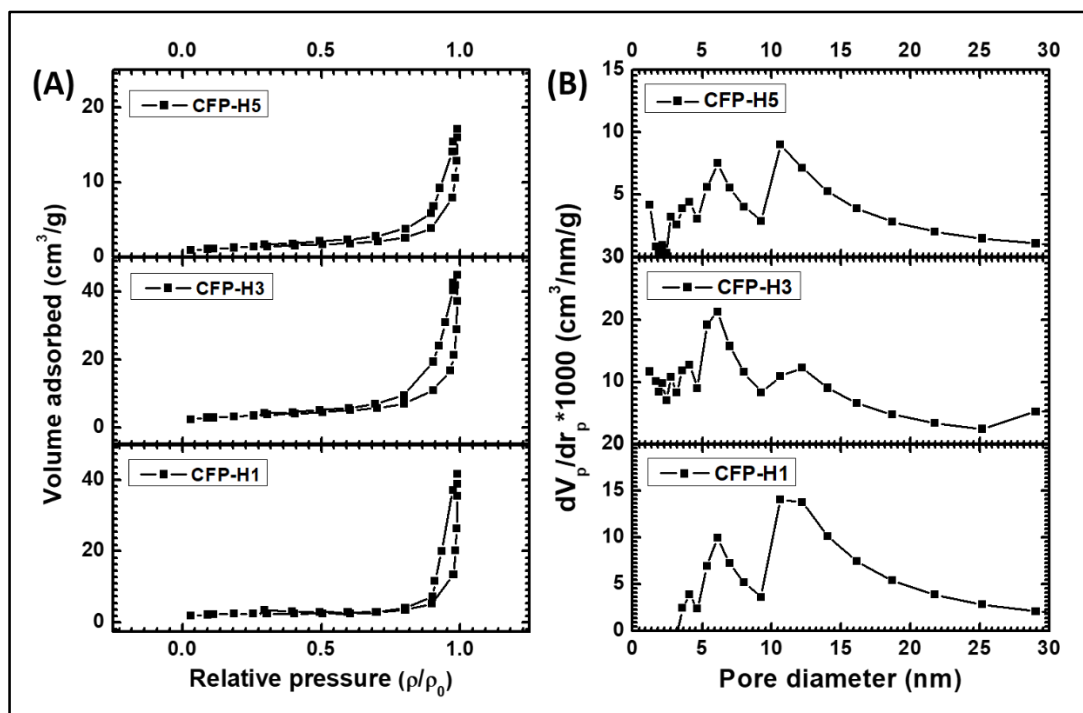 0.0 0.5 1.0
(A)
CFP-H5
20
10
0
CFP-H3
40
20
0
CFP-H1
40
20
0
Volume adsorbed (cm³/g)
0.0 0.5 1.0
Relative pressure (ρ/ρ₀)
0 5 10 15 20 25 30
(B)
15
CFP-H5
10
5
30
CFP-H3
20
10
20
CFP-H1
15
10
5
0
dVₚ/drₚ*1000 (cm³/nm/g)
0 5 10 15 20 25 30
Pore diameter (nm)